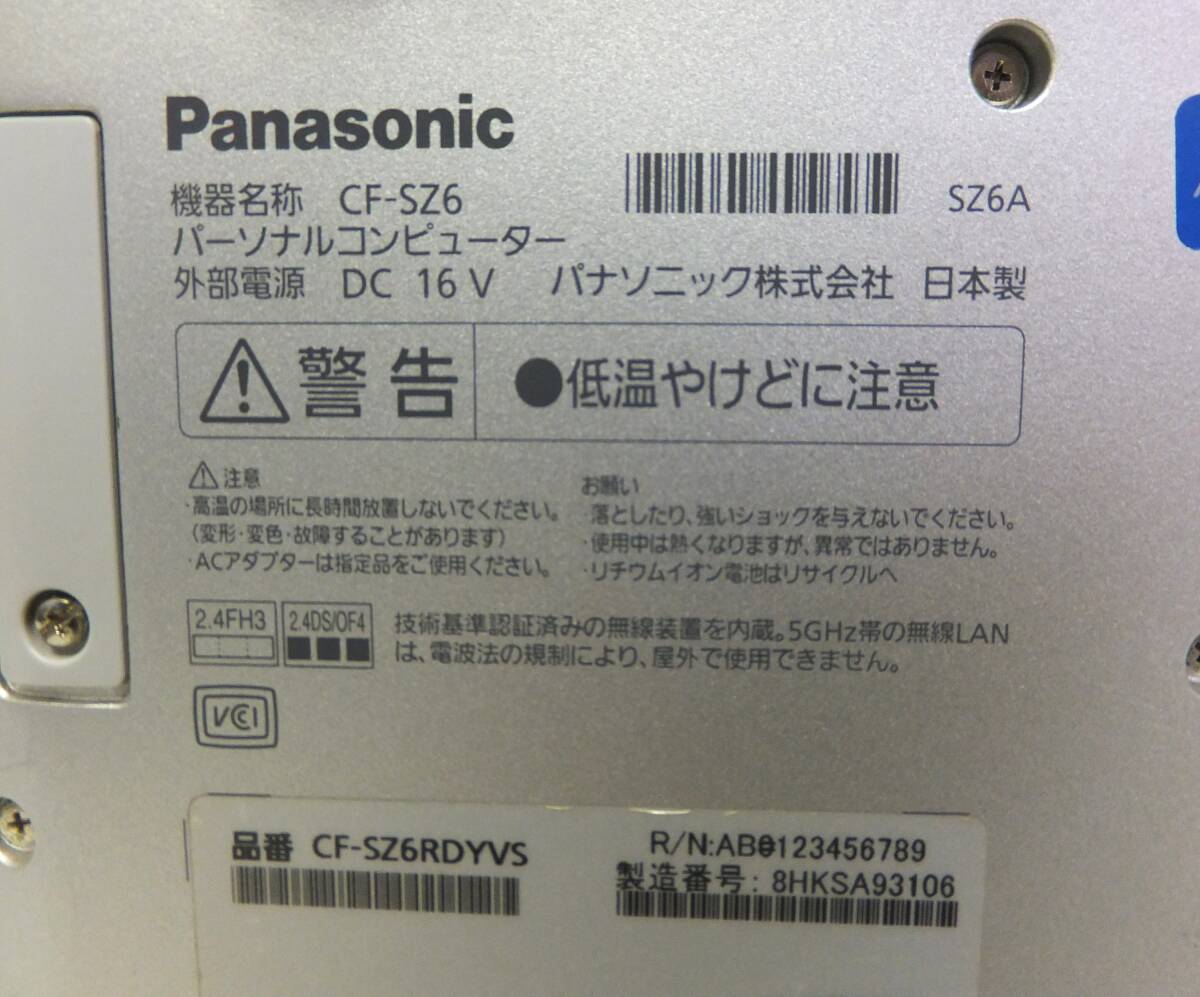 Panasonic
機器名称 CF-SZ6
SZ6A
パーソナルコンピューター
外部電源 DC 16 V パナソニック株式会社 日本製
警告 ●低温やけどに注意
注意
・高温の場所に長時間放置しないでください。
(変形・変色・故障することがあります)
・ACアダプターは指定品をご使用ください。
お願い
・落としたり、強いショックを与えないでください。
・使用中は熱くなりますが、異常ではありません。
・リチウムイオン電池はリサイクルへ
2.4FH3
2.4DS/OF4
技術基準認証済みの無線装置を内蔵。5GHz帯の無線LAN
は、電波法の規制により、屋外で使用できません。
VCCI
品番 CF-SZ6RDYVS
R/N:AB0123456789
製造番号: 8HKSA93106